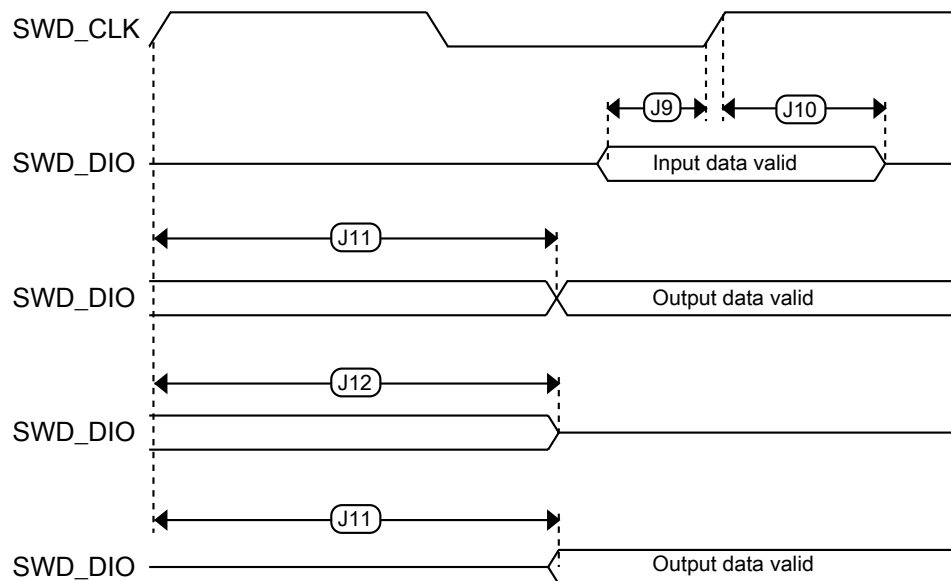 SWD_CLK
J9
J10
SWD_DIO
Input data valid
J11
SWD_DIO
Output data valid
J12
SWD_DIO
J11
SWD_DIO
Output data valid